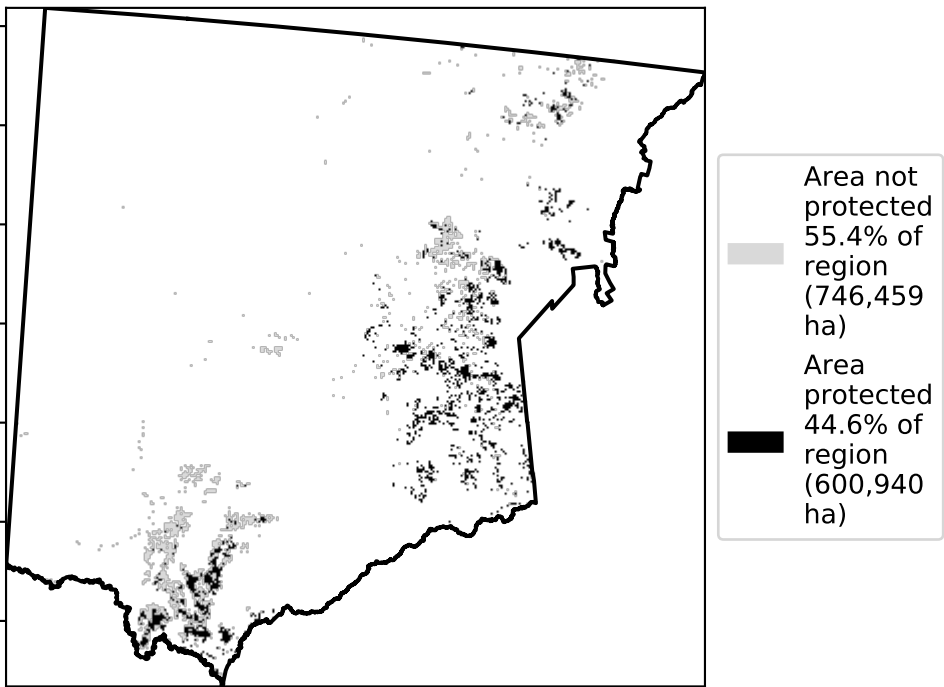 Area not
protected
55.4% of
region
(746,459
ha)
Area
protected
44.6% of
region
(600,940
ha)